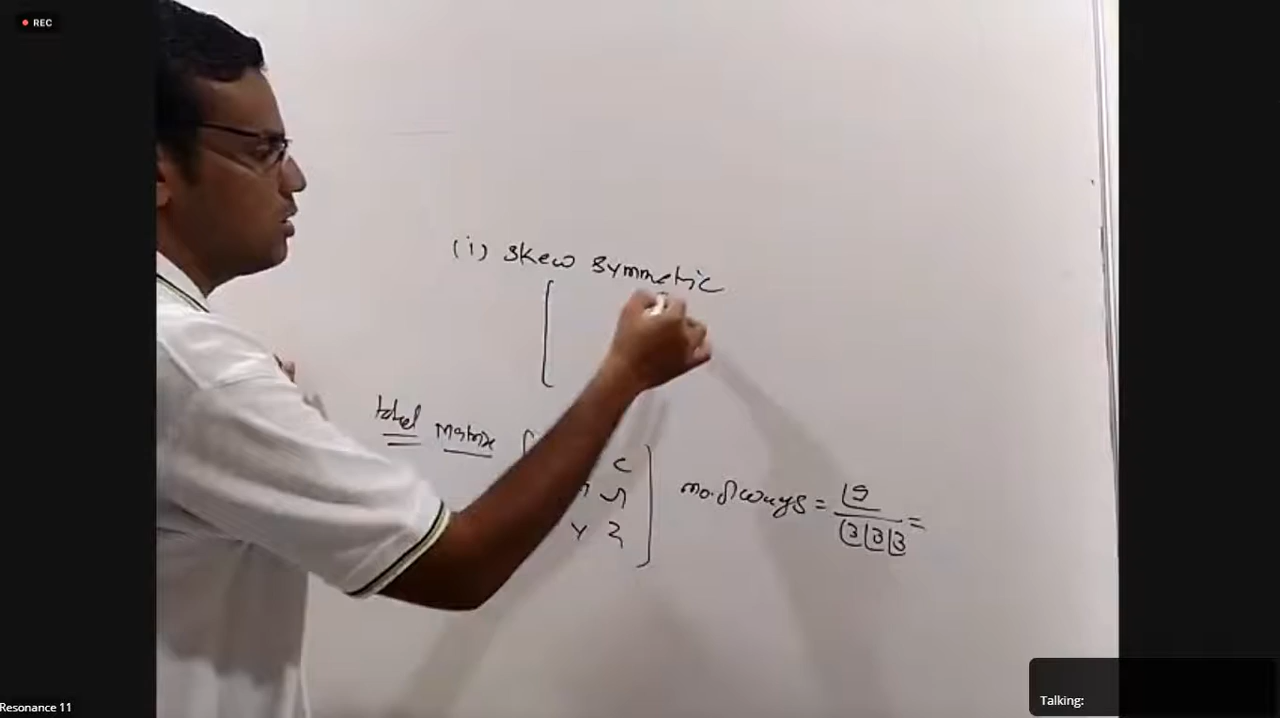 REC
(i) Skew Symmetric
total Matrix
c
no. of ways = ⌊9 / ⌊3⌊3⌊3 =
y z
Resonance 11
Talking: